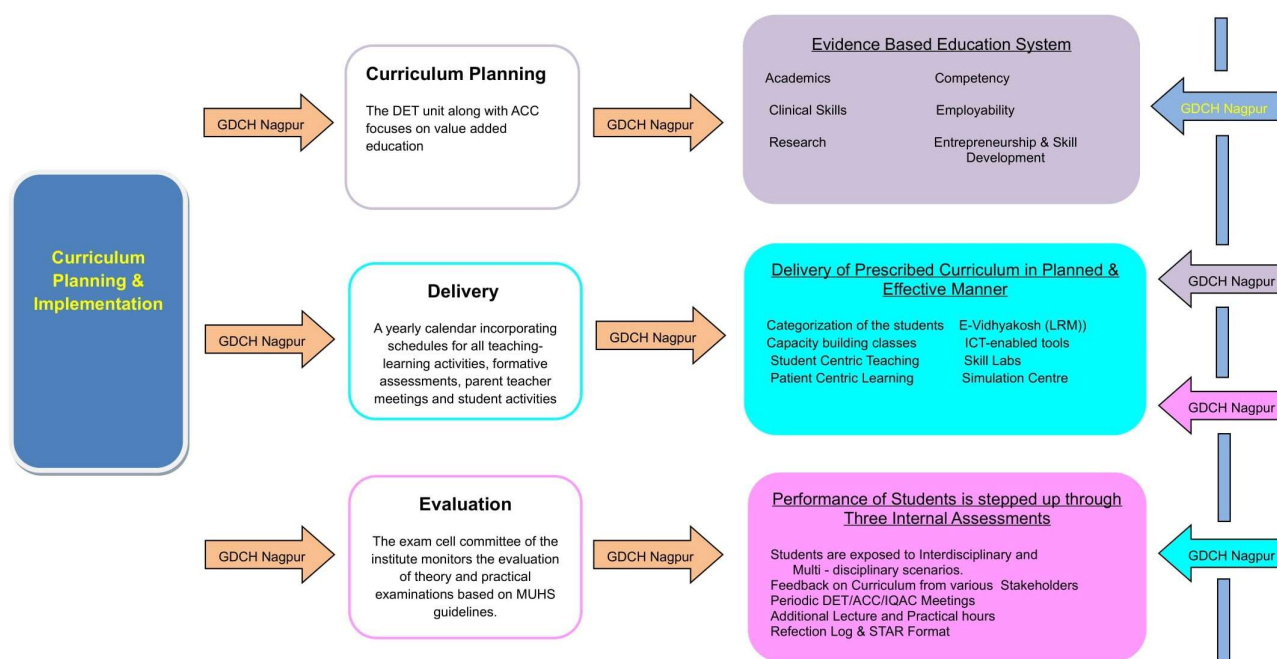 Curriculum
Planning &
Implementation
GDCH Nagpur
Curriculum Planning
The DET unit along with ACC
focuses on value added
education
GDCH Nagpur
Evidence Based Education System
Academics
Competency
Clinical Skills
Employability
Research
Entrepreneurship & Skill
Development
GDCH Nagpur
GDCH Nagpur
Delivery
A yearly calendar incorporating
schedules for all teaching-
learning activities, formative
assessments, parent teacher
meetings and student activities
GDCH Nagpur
Delivery of Prescribed Curriculum in Planned &
Effective Manner
Categorization of the students E-Vidhyakosh (LRM))
Capacity building classes ICT-enabled tools
Student Centric Teaching Skill Labs
Patient Centric Learning Simulation Centre
GDCH Nagpur
GDCH Nagpur
GDCH Nagpur
Evaluation
The exam cell committee of the
institute monitors the evaluation
of theory and practical
examinations based on MUHS
guidelines.
GDCH Nagpur
Performance of Students is stepped up through
Three Internal Assessments
Students are exposed to Interdisciplinary and
Multi - disciplinary scenarios.
Feedback on Curriculum from various Stakeholders
Periodic DET/ACC/IQAC Meetings
Additional Lecture and Practical hours
Refection Log & STAR Format
GDCH Nagpur